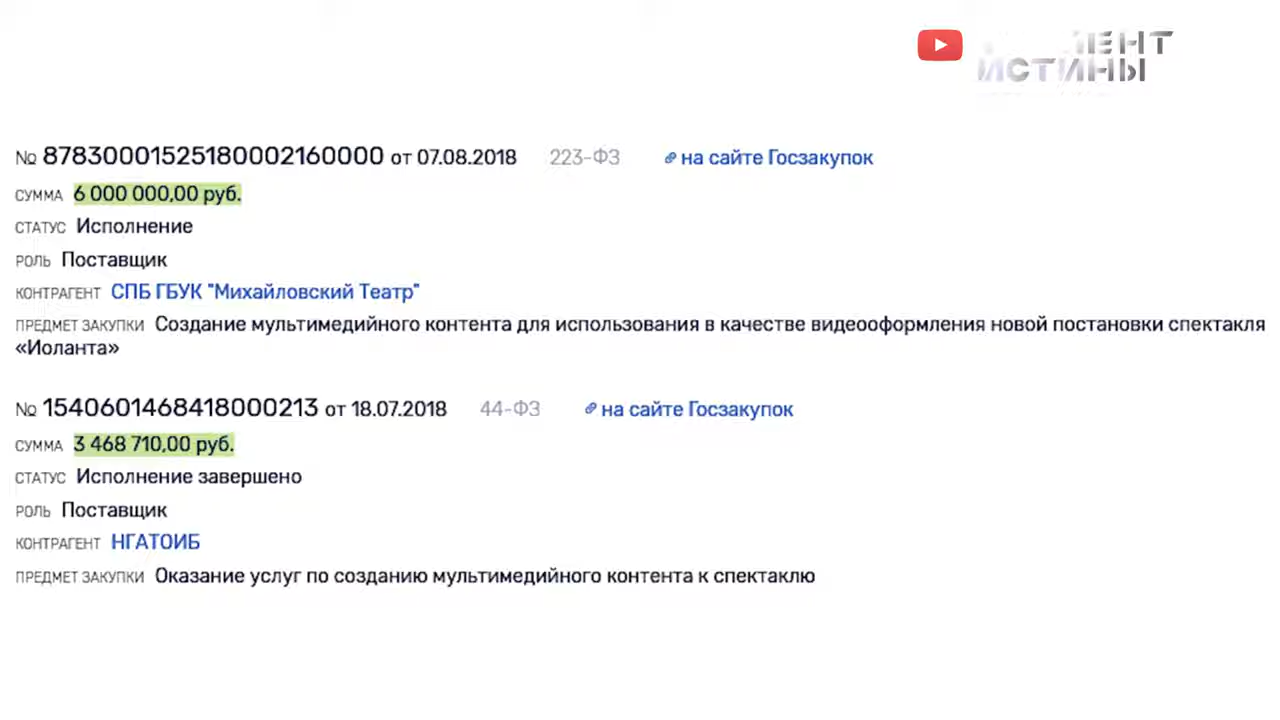 ИСТИНЫ
№ 87830001525180002160000 от 07.08.2018 223-ФЗ на сайте Госзакупок
СУММА 6 000 000,00 руб.
СТАТУС Исполнение
РОЛЬ Поставщик
КОНТРАГЕНТ СПБ ГБУК "Михайловский Театр"
ПРЕДМЕТ ЗАКУПКИ Создание мультимедийного контента для использования в качестве видеооформления новой постановки спектакля
«Иоланта»
№ 1540601468418000213 от 18.07.2018 44-ФЗ на сайте Госзакупок
СУММА 3 468 710,00 руб.
СТАТУС Исполнение завершено
РОЛЬ Поставщик
КОНТРАГЕНТ НГАТОИБ
ПРЕДМЕТ ЗАКУПКИ Оказание услуг по созданию мультимедийного контента к спектаклю